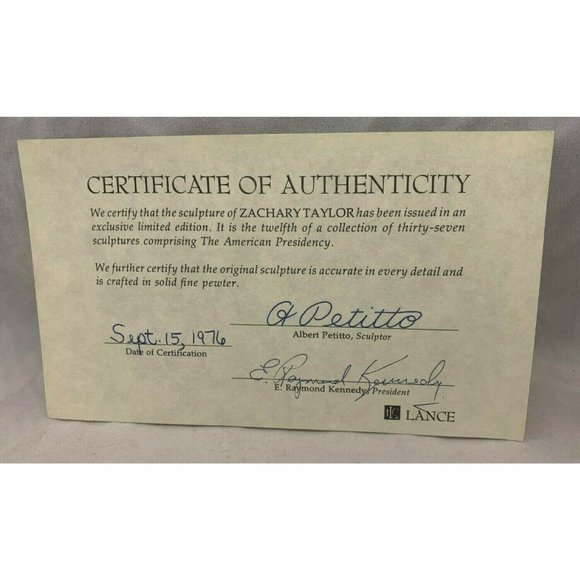 CERTIFICATE OF AUTHENTICITY
We certify that the sculpture of ZACHARY TAYLOR has been issued in an
exclusive limited edition. It is the twelfth of a collection of thirty-seven
sculptures comprising The American Presidency.
We further certify that the original sculpture is accurate in every detail and
is crafted in solid fine pewter.
A Petitto
Albert Petitto, Sculptor
Sept. 15, 1976
Date of Certification
E. Raymond Kennedy
E. Raymond Kennedy, President
tlc LANCE